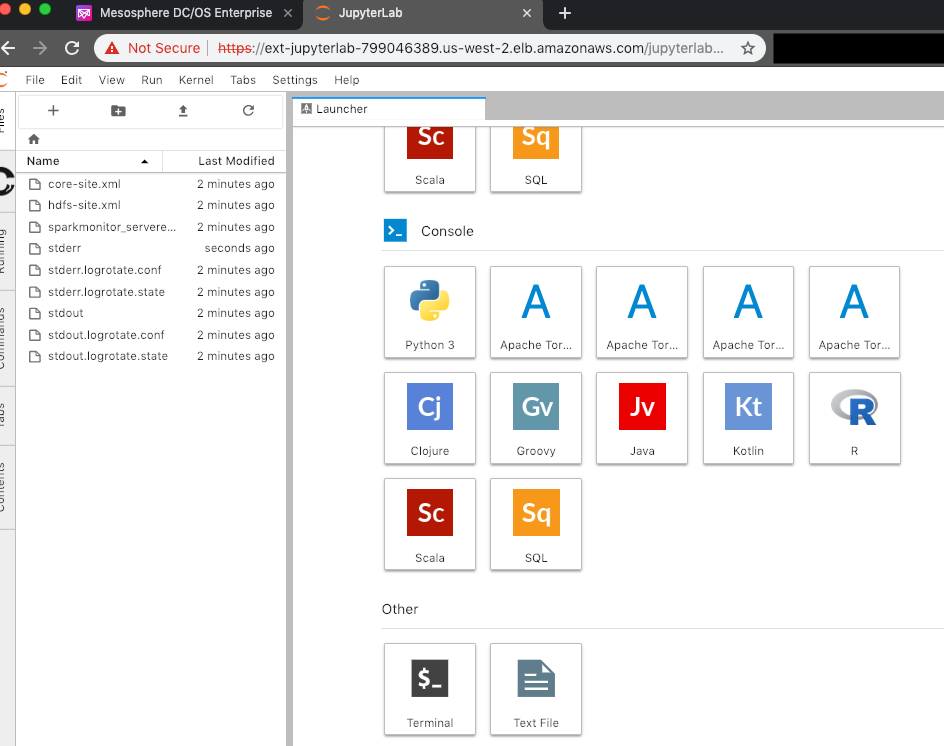 Mesosphere DC/OS Enterprise
JupyterLab
Not Secure
https://ext-jupyterlab-799046389.us-west-2.elb.amazonaws.com/jupyterlab...
File Edit View Run Kernel Tabs Settings Help
Files
Running
Commands
Tabs
Contents
Name Last Modified
core-site.xml 2 minutes ago
hdfs-site.xml 2 minutes ago
sparkmonitor_servere... 2 minutes ago
stderr seconds ago
stderr.logrotate.conf 2 minutes ago
stderr.logrotate.state 2 minutes ago
stdout 2 minutes ago
stdout.logrotate.conf 2 minutes ago
stdout.logrotate.state 2 minutes ago
Launcher
Sc Sq
Scala SQL
>_ Console
A A A A
Python 3 Apache Tor... Apache Tor... Apache Tor... Apache Tor...
Cj Gv Jv Kt R
Clojure Groovy Java Kotlin R
Sc Sq
Scala SQL
Other
$_
Terminal Text File